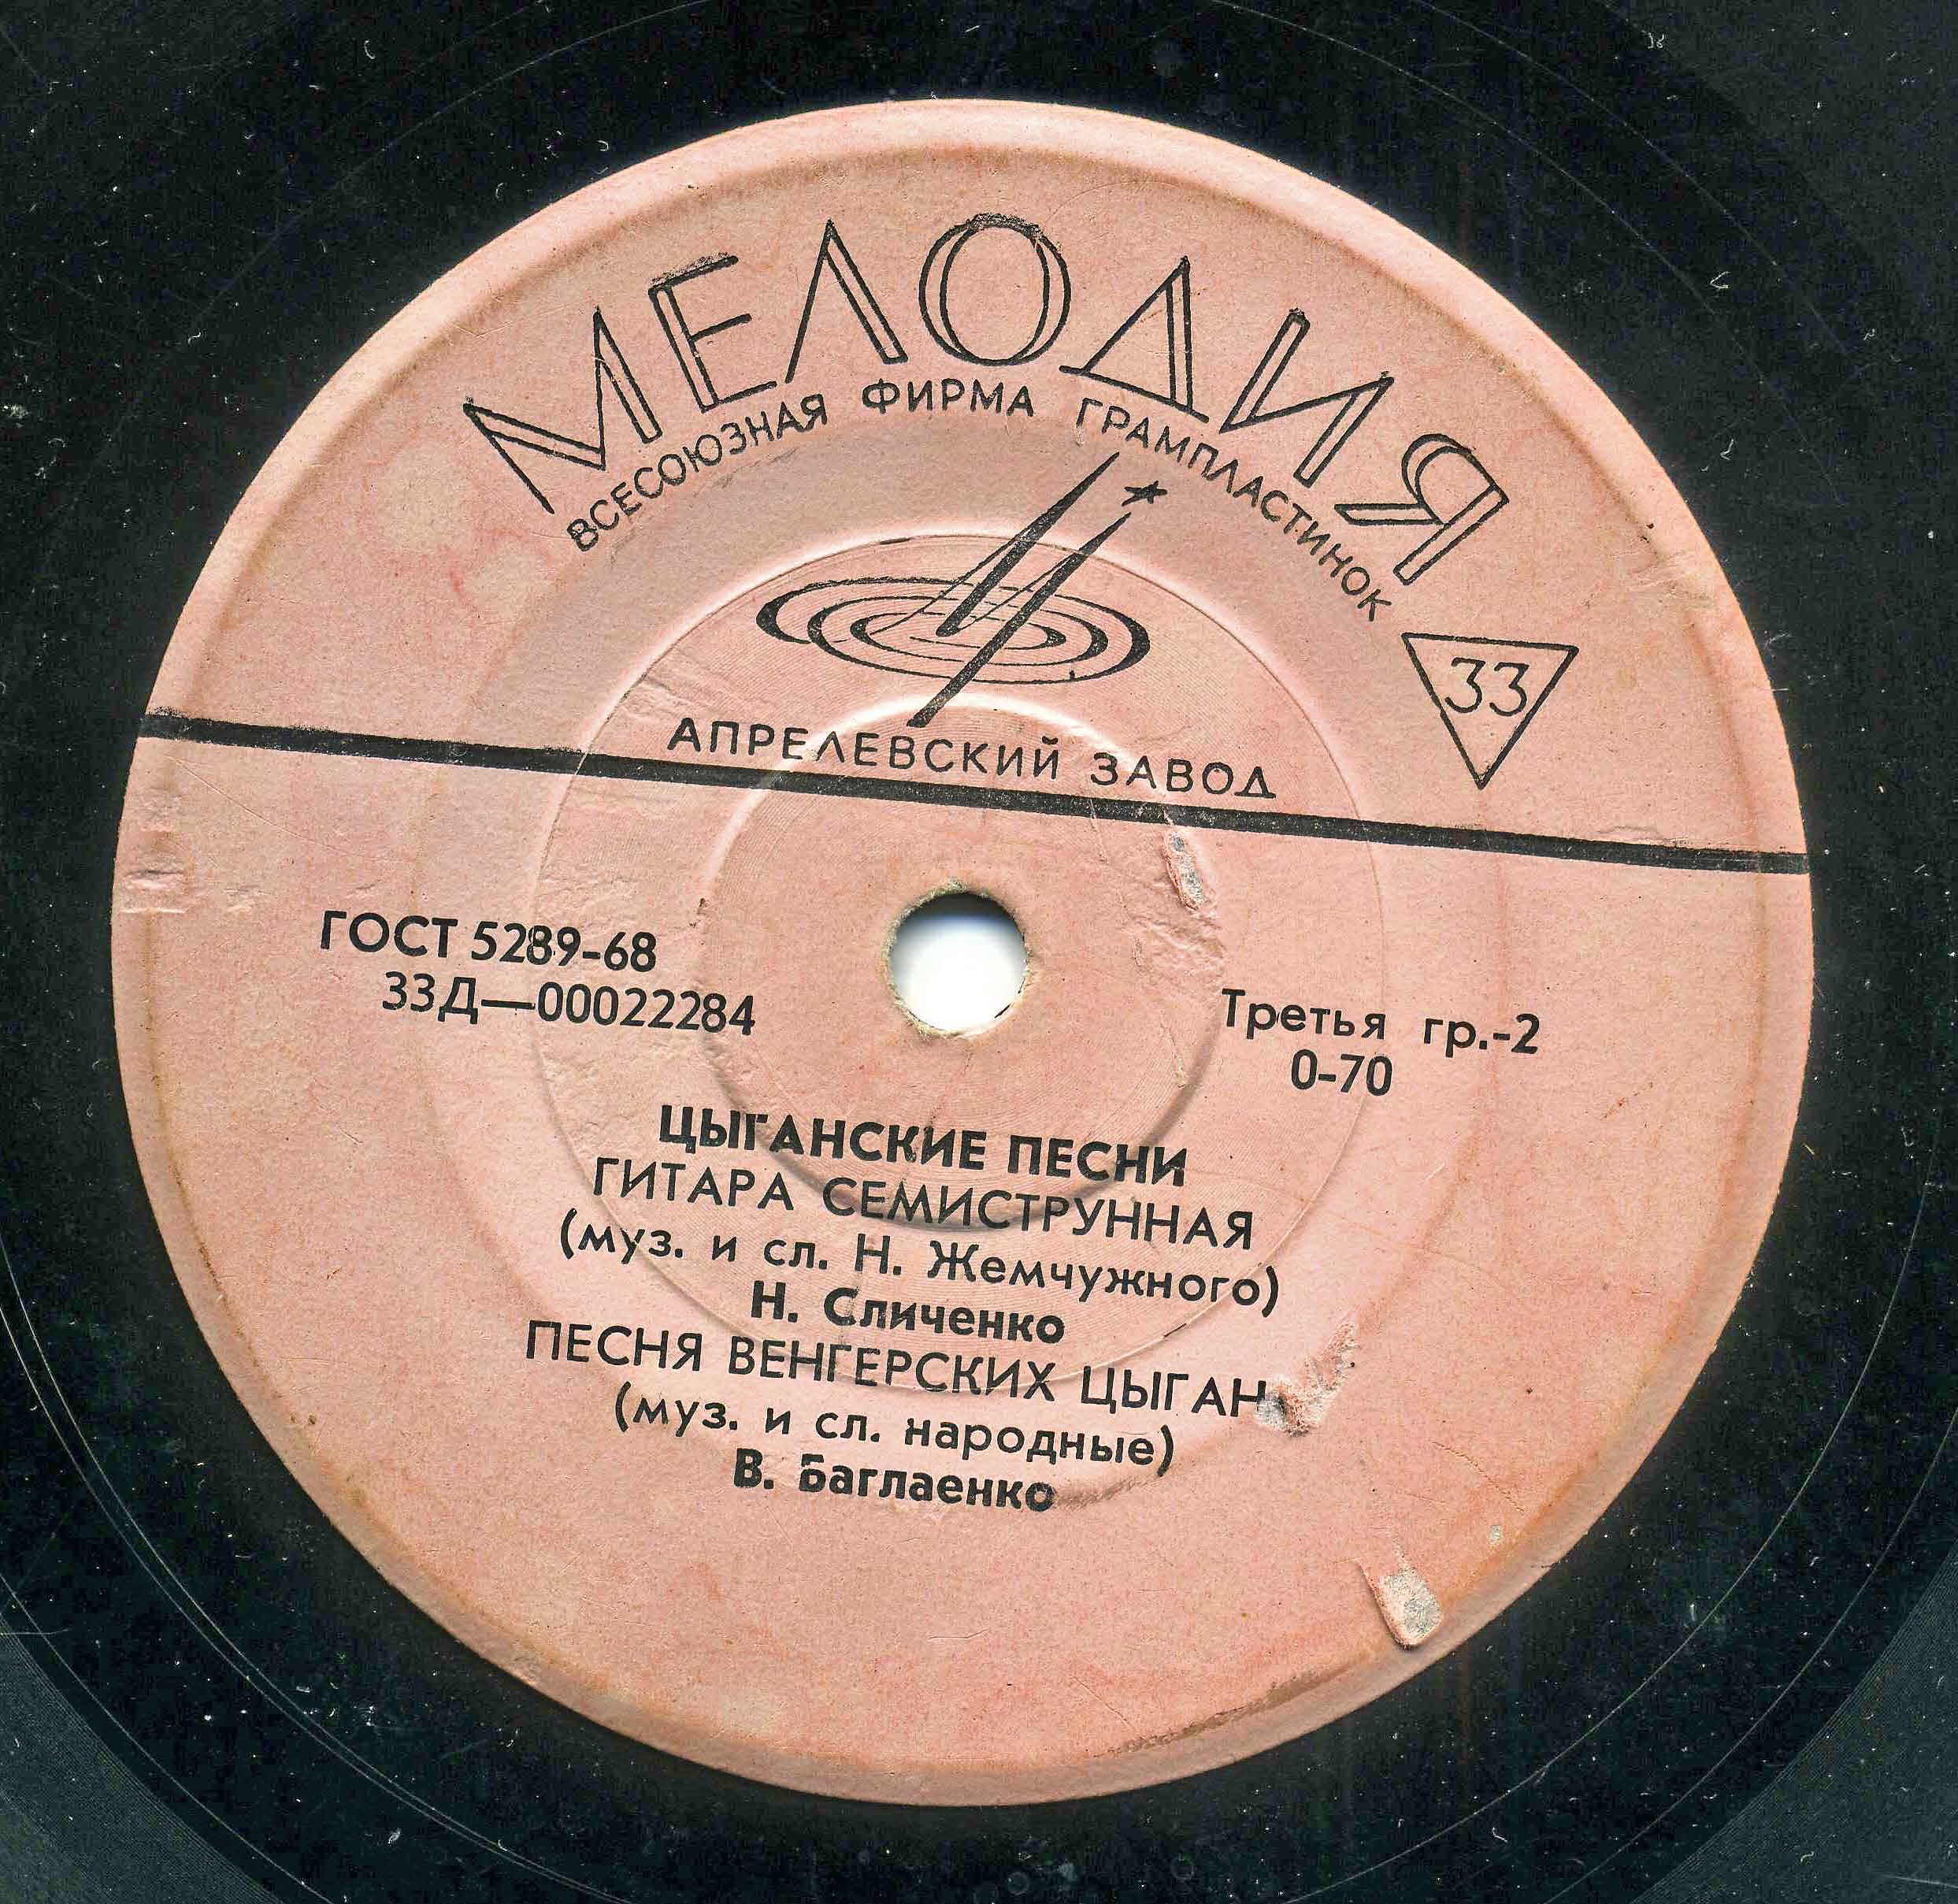 МЕЛОДИЯ
ВСЕСОЮЗНАЯ ФИРМА ГРАМПЛАСТИНОК
33
АПРЕЛЕВСКИЙ ЗАВОД
ГОСТ 5289-68
33Д—00022284
Третья гр.-2
0-70
ЦЫГАНСКИЕ ПЕСНИ
ГИТАРА СЕМИСТРУННАЯ
(муз. и сл. Н. Жемчужного)
Н. Сличенко
ПЕСНЯ ВЕНГЕРСКИХ ЦЫГАН
(муз. и сл. народные)
В. Баглаенко